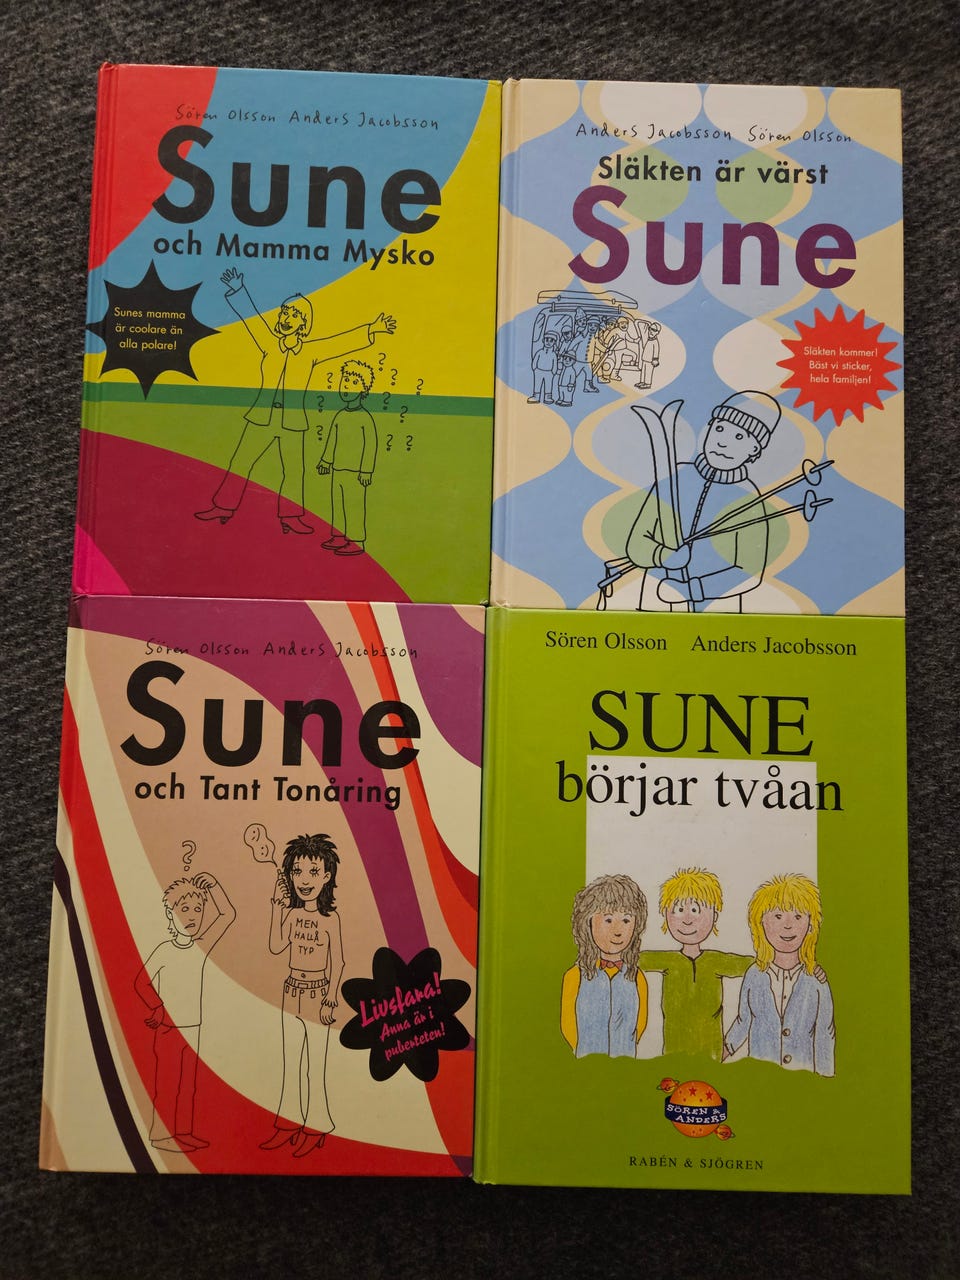 Sören Olsson Anders Jacobsson
Sune
och Mamma Mysko
Sunes mamma
är coolare än
alla polare!
? ? ? ? ? ? ? ? ?
Anders Jacobsson Sören Olsson
Släkten är värst
Sune
Släkten kommer!
Bäst vi sticker,
hela familjen!
Sören Olsson Anders Jacobsson
Sune
och Tant Tonåring
?
MEN
HALLÅ
TYP
Livsfara!
Anna är i
puberteten!
Sören Olsson Anders Jacobsson
SUNE
börjar tvåan
SÖREN &
ANDERS
RABÉN & SJÖGREN